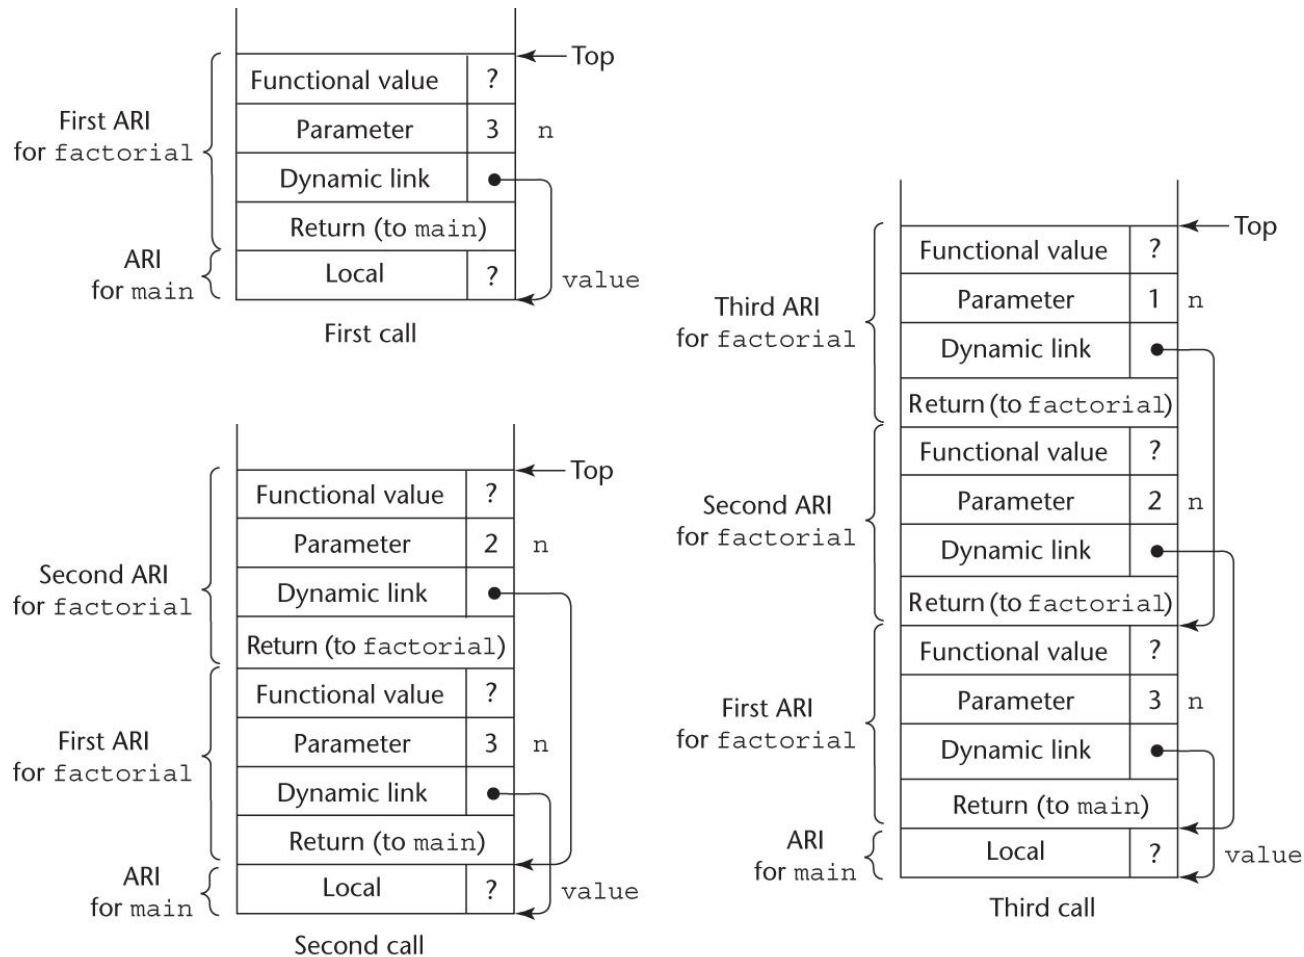 Top
Functional value ?
First ARI
for factorial
Parameter 3 n
Dynamic link
Return (to main)
ARI
for main
Local ?
value
First call
Top
Functional value ?
Parameter 2 n
Second ARI
for factorial
Dynamic link
Return (to factorial)
Functional value ?
First ARI
for factorial
Parameter 3 n
Dynamic link
Return (to main)
ARI
for main
Local ?
value
Second call
Top
Functional value ?
Third ARI
for factorial
Parameter 1 n
Dynamic link
Return (to factorial)
Functional value ?
Second ARI
for factorial
Parameter 2 n
Dynamic link
Return (to factorial)
Functional value ?
First ARI
for factorial
Parameter 3 n
Dynamic link
Return (to main)
ARI
for main
Local ?
value
Third call